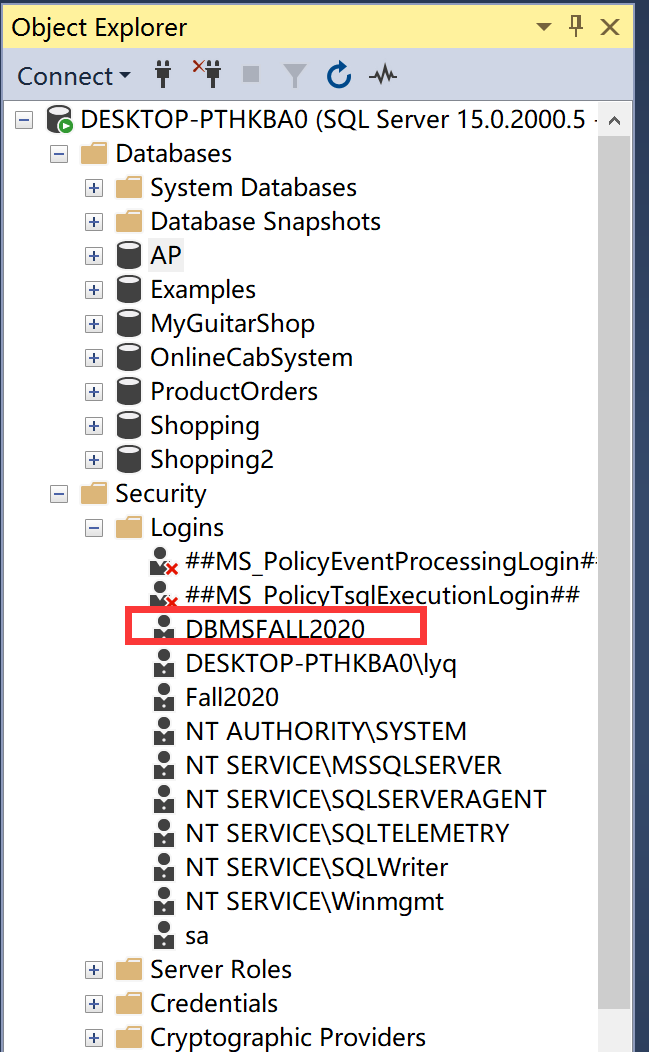 Object Explorer
Connect
DESKTOP-PTHKBA0 (SQL Server 15.0.2000.5 -
Databases
System Databases
Database Snapshots
AP
Examples
MyGuitarShop
OnlineCabSystem
ProductOrders
Shopping
Shopping2
Security
Logins
##MS_PolicyEventProcessingLogin##
##MS_PolicyTsqlExecutionLogin##
DBMSFALL2020
DESKTOP-PTHKBA0\lyq
Fall2020
NT AUTHORITY\SYSTEM
NT SERVICE\MSSQLSERVER
NT SERVICE\SQLSERVERAGENT
NT SERVICE\SQLTELEMETRY
NT SERVICE\SQLWriter
NT SERVICE\Winmgmt
sa
Server Roles
Credentials
Cryptographic Providers